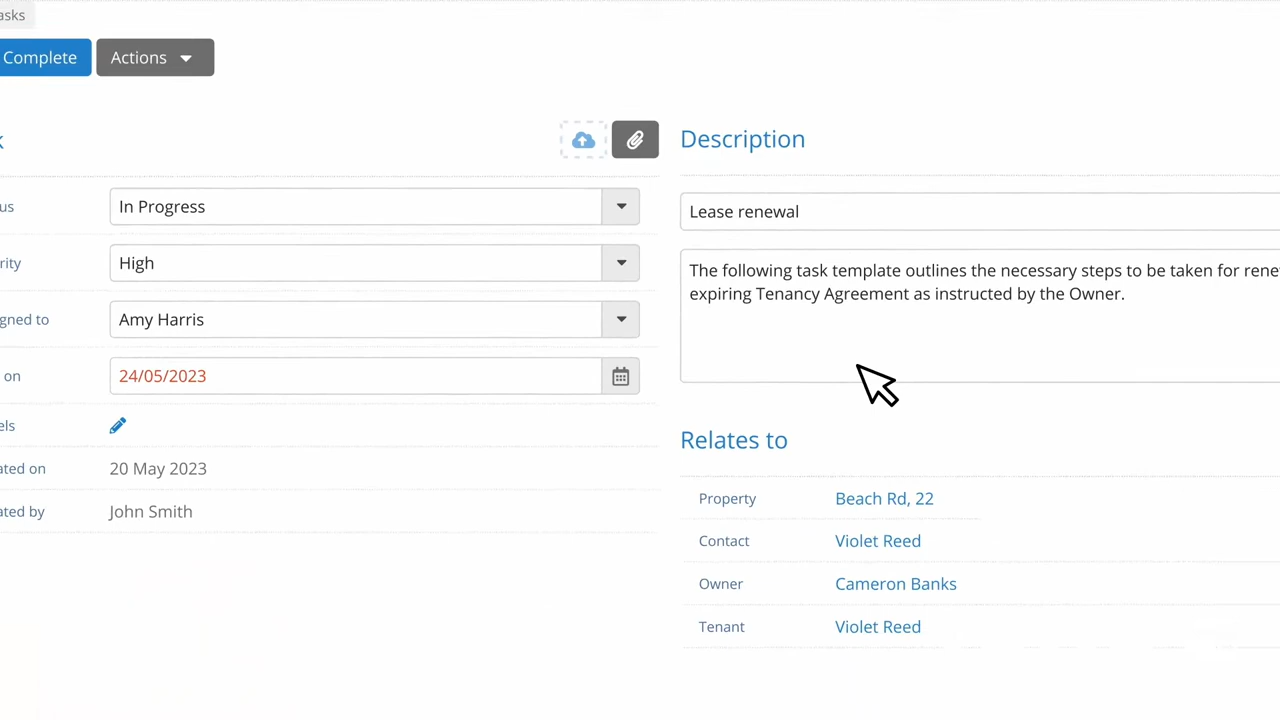 asks
Complete
Actions
k
Description
us
In Progress
Lease renewal
rity
High
The following task template outlines the necessary steps to be taken for rene
expiring Tenancy Agreement as instructed by the Owner.
gned to
Amy Harris
on
24/05/2023
els
Relates to
ated on
20 May 2023
Property
Beach Rd, 22
ated by
John Smith
Contact
Violet Reed
Owner
Cameron Banks
Tenant
Violet Reed